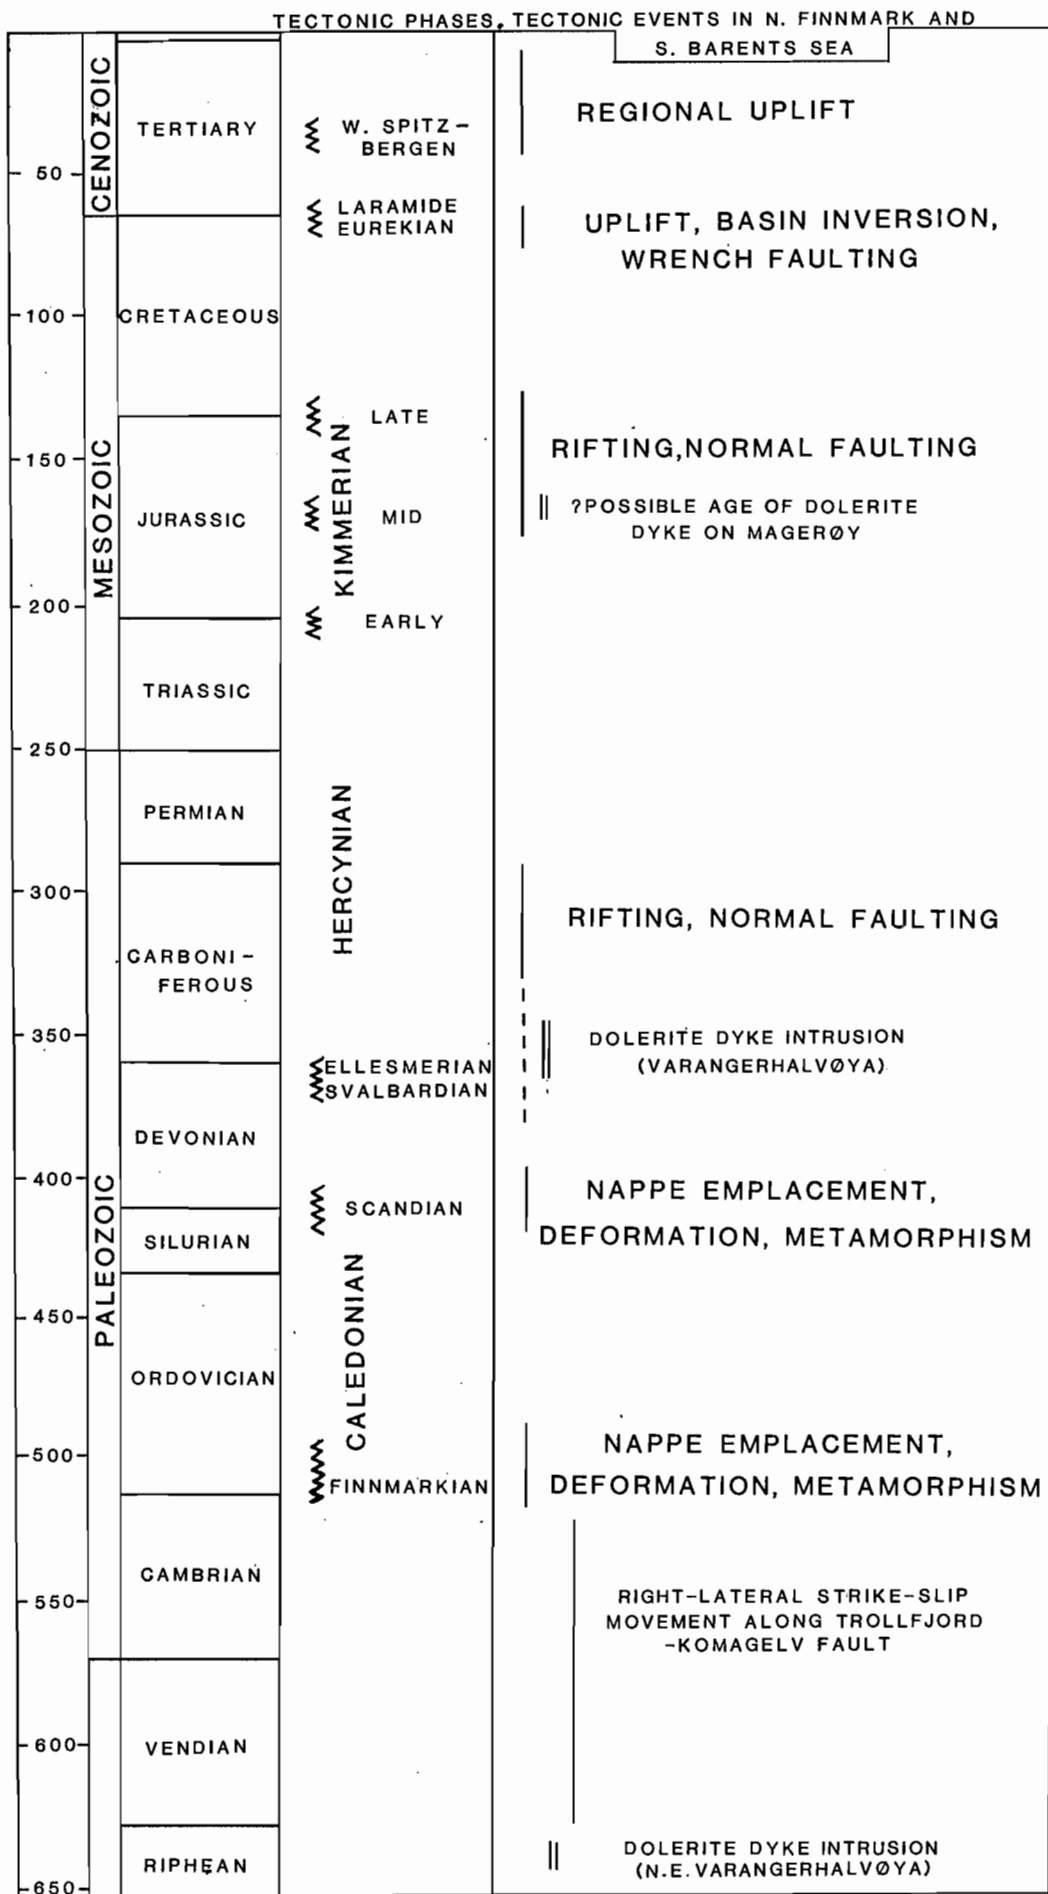 TECTONIC PHASES, TECTONIC EVENTS IN N. FINNMARK AND
S. BARENTS SEA
CENOZOIC
MESOZOIC
PALEOZOIC
50
100
150
200
250
300
350
400
450
500
550
600
650
TERTIARY
CRETACEOUS
JURASSIC
TRIASSIC
PERMIAN
CARBONI-
FEROUS
DEVONIAN
SILURIAN
ORDOVICIAN
CAMBRIAN
VENDIAN
RIPHEAN
W. SPITZ-
BERGEN
LARAMIDE
EUREKIAN
KIMMERIAN
LATE
MID
EARLY
HERCYNIAN
ELLESMERIAN
SVALBARDIAN
SCANDIAN
CALEDONIAN
FINNMARKIAN
REGIONAL UPLIFT
UPLIFT, BASIN INVERSION,
WRENCH FAULTING
RIFTING,NORMAL FAULTING
?POSSIBLE AGE OF DOLERITE
DYKE ON MAGERØY
RIFTING, NORMAL FAULTING
DOLERITE DYKE INTRUSION
(VARANGERHALVØYA)
NAPPE EMPLACEMENT,
DEFORMATION, METAMORPHISM
NAPPE EMPLACEMENT,
DEFORMATION, METAMORPHISM
RIGHT-LATERAL STRIKE-SLIP
MOVEMENT ALONG TROLLFJORD
-KOMAGELV FAULT
DOLERITE DYKE INTRUSION
(N.E.VARANGERHALVØYA)